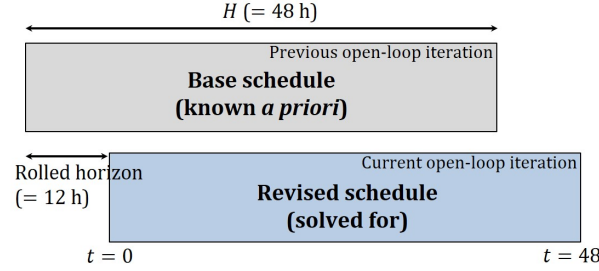 H (= 48 h)
Previous open-loop iteration
Base schedule
(known a priori)
Current open-loop iteration
Rolled horizon
(= 12 h)
Revised schedule
(solved for)
t = 0
t = 48